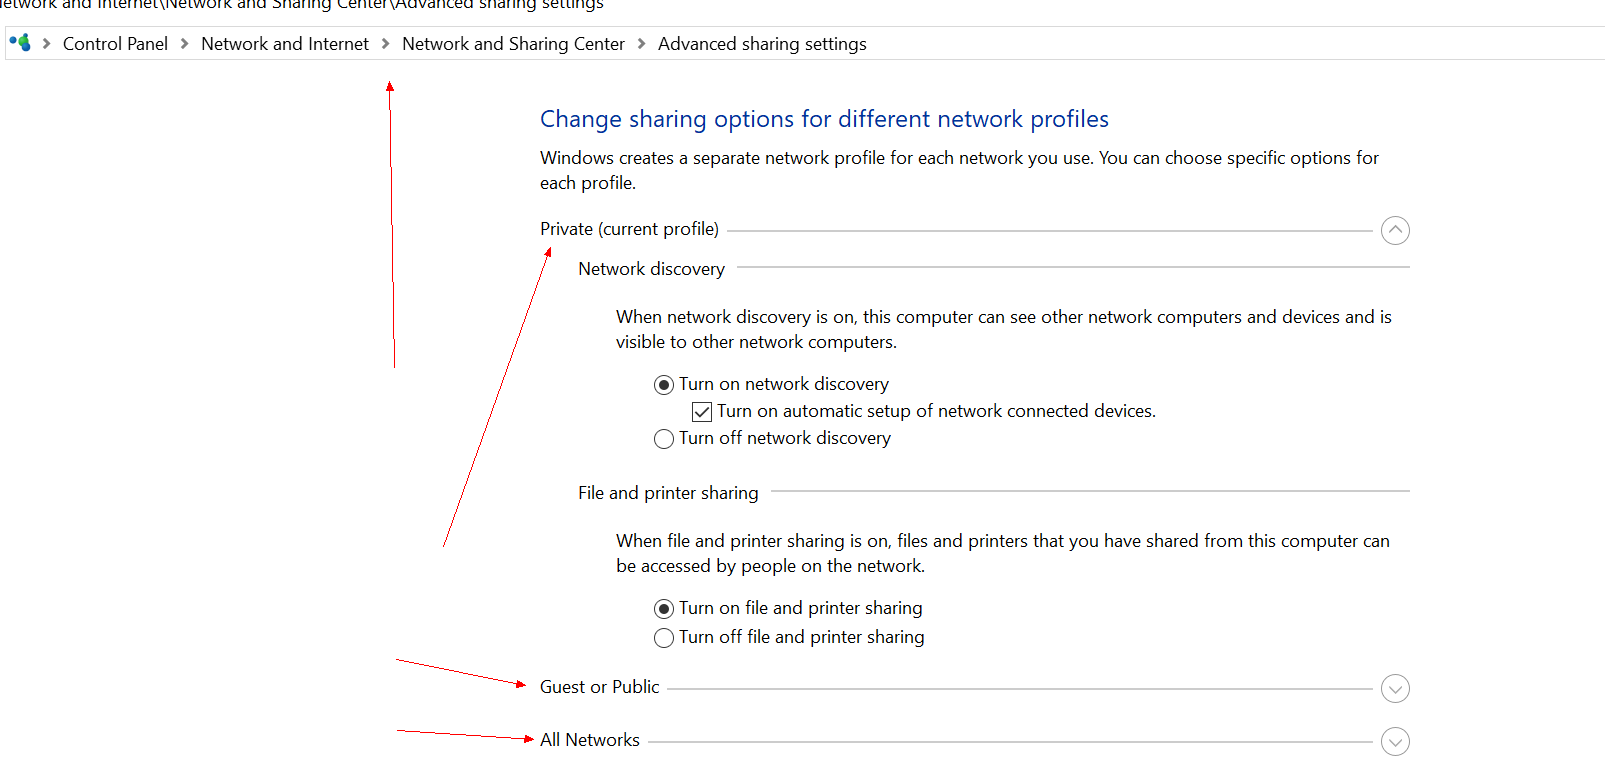 Network and Internet\Network and Sharing Center\Advanced sharing settings
Control Panel > Network and Internet > Network and Sharing Center > Advanced sharing settings
Change sharing options for different network profiles
Windows creates a separate network profile for each network you use. You can choose specific options for
each profile.
Private (current profile)
Network discovery
When network discovery is on, this computer can see other network computers and devices and is
visible to other network computers.
Turn on network discovery
Turn on automatic setup of network connected devices.
Turn off network discovery
File and printer sharing
When file and printer sharing is on, files and printers that you have shared from this computer can
be accessed by people on the network.
Turn on file and printer sharing
Turn off file and printer sharing
Guest or Public
All Networks